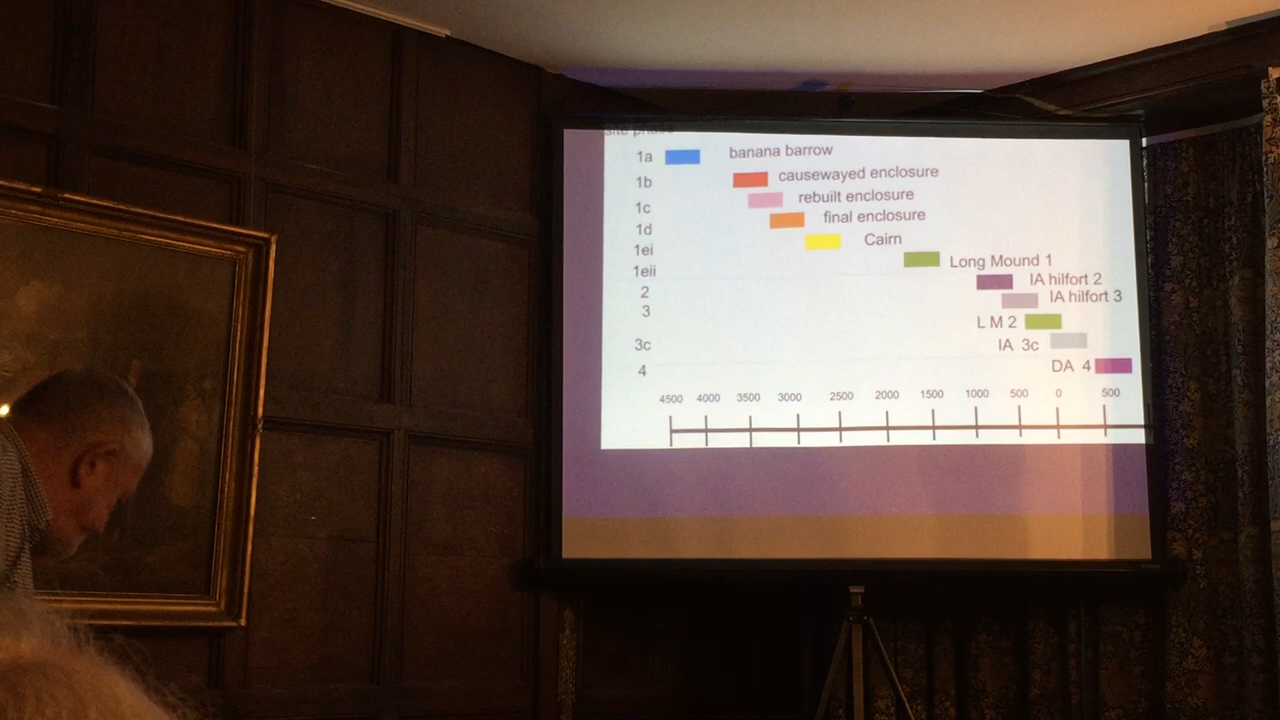 site phase
1a banana barrow
1b causewayed enclosure
1c rebuilt enclosure
1d final enclosure
1ei Cairn
1eii Long Mound 1
2 IA hilfort 2
3 IA hilfort 3
L M 2
3c IA 3c
4 DA 4
4500 4000 3500 3000 2500 2000 1500 1000 500 0 500